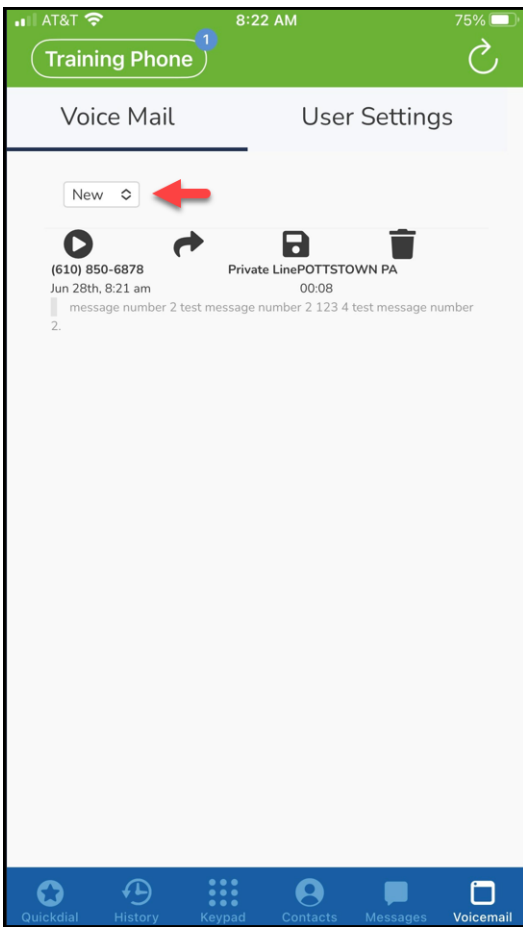 AT&T 8:22 AM 75%
Training Phone 1
Voice Mail User Settings
New
(610) 850-6878 Private LinePOTTSTOWN PA
Jun 28th, 8:21 am 00:08
message number 2 test message number 2 123 4 test message number
2.
Quickdial History Keypad Contacts Messages Voicemail